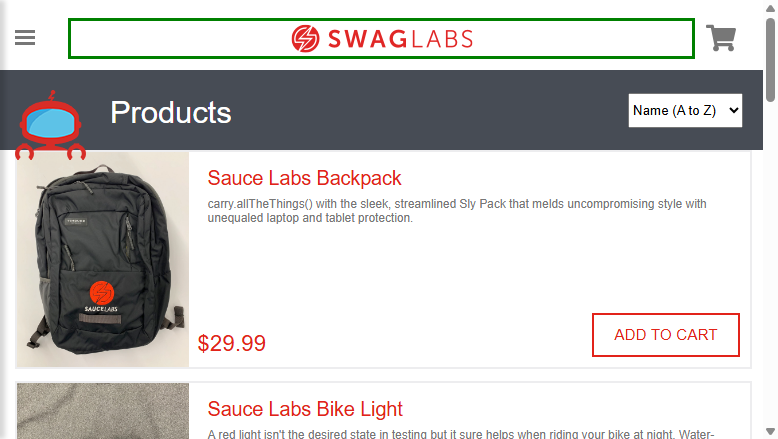 SWAGLABS
Products
Name (A to Z)
Sauce Labs Backpack
carry.allTheThings() with the sleek, streamlined Sly Pack that melds uncompromising style with
unequaled laptop and tablet protection.
SAUCELABS
$29.99
ADD TO CART
Sauce Labs Bike Light
A red light isn't the desired state in testing but it sure helps when riding your bike at night. Water-